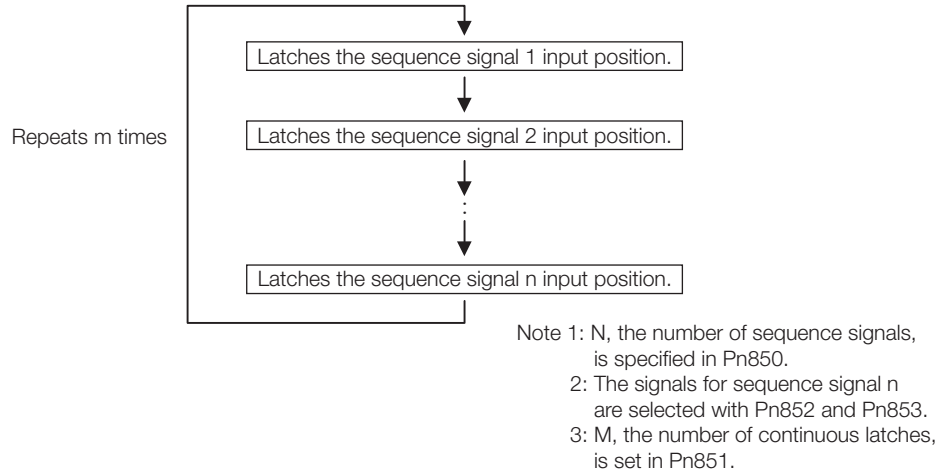 Latches the sequence signal 1 input position.
Repeats m times
Latches the sequence signal 2 input position.
Latches the sequence signal n input position.
Note 1: N, the number of sequence signals,
is specified in Pn850.
2: The signals for sequence signal n
are selected with Pn852 and Pn853.
3: M, the number of continuous latches,
is set in Pn851.